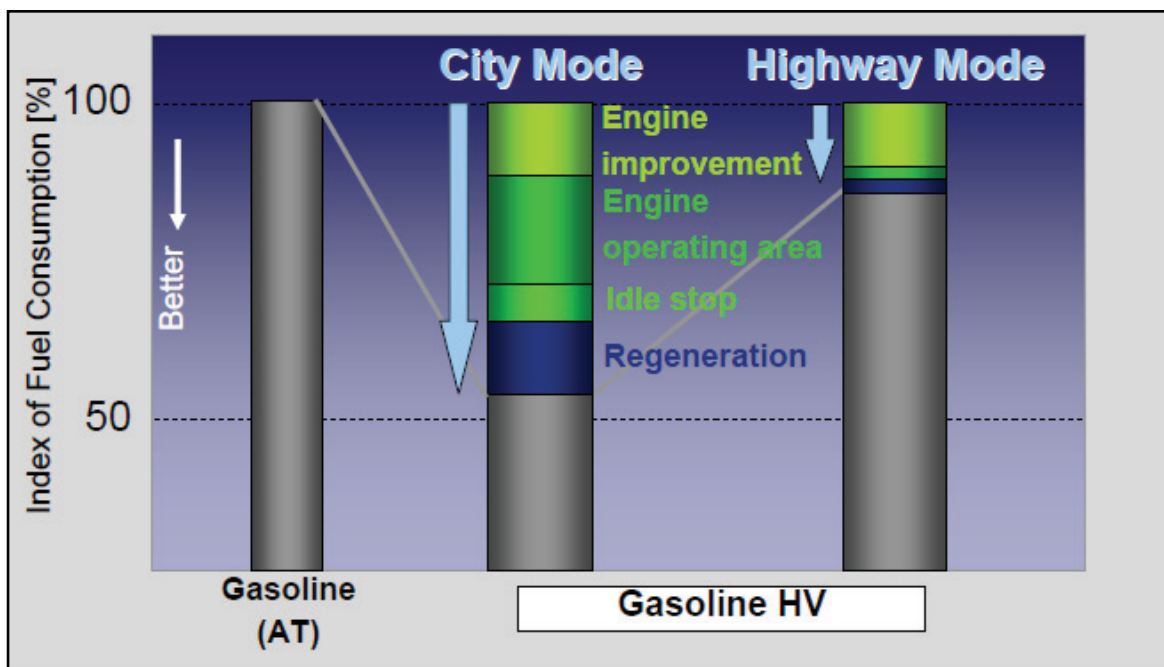 Index of Fuel Consumption [%]
100
50
Better
City Mode
Highway Mode
Engine
improvement
Engine
operating area
Idle stop
Regeneration
Gasoline
(AT)
Gasoline HV